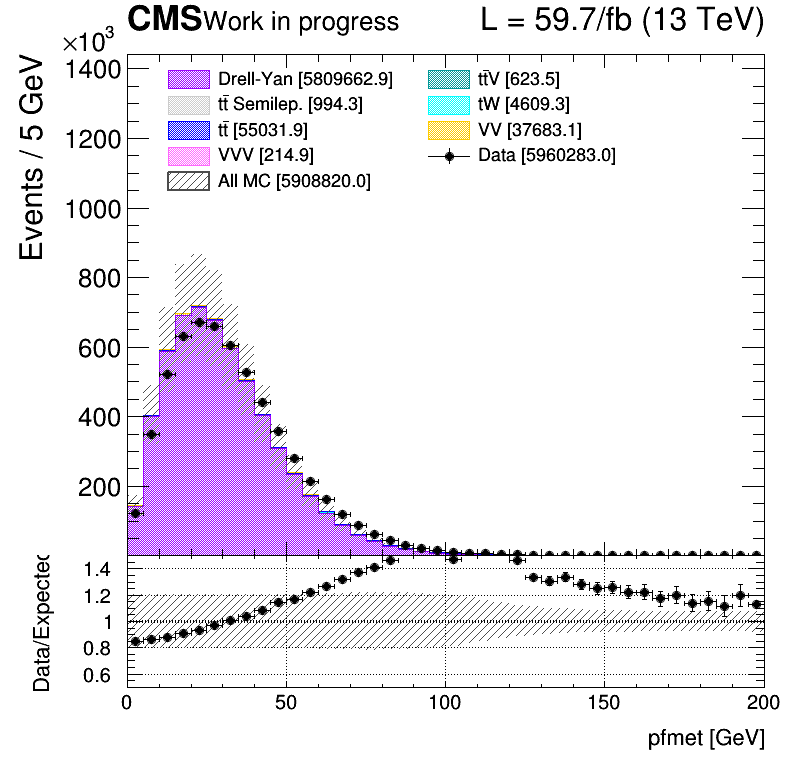 CMS Work in progress L = 59.7/fb (13 TeV)
×10³
Events / 5 GeV
1400
1200
1000
800
600
400
200
Drell-Yan [5809662.9]
tt̄ Semilep. [994.3]
tt̄ [55031.9]
VVV [214.9]
All MC [5908820.0]
tt̄V [623.5]
tW [4609.3]
VV [37683.1]
Data [5960283.0]
Data/Expected
1.4
1.2
1
0.8
0.6
0 50 100 150 200
pfmet [GeV]